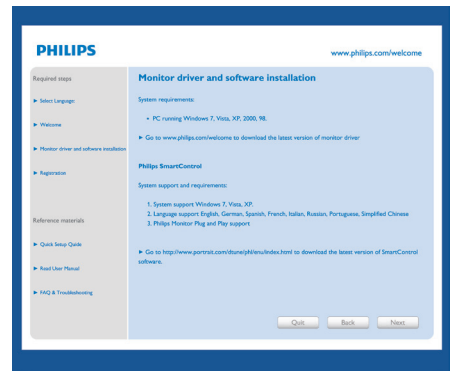 PHILIPS
www.philips.com/welcome
Required steps
► Select Language:
► Welcome
► Monitor driver and software installation
► Registration
Reference materials
► Quick Setup Quide
► Read User Manual
► FAQ & Troubleshooting
Monitor driver and software installation
System requirements:
• PC running Windows 7, Vista, XP, 2000, 98.
► Go to www.philips.com/welcome to download the latest version of monitor driver
Philips SmartControl
System support and requirements:
1. System support Windows 7, Vista, XP.
2. Language support English, German, Spanish, French, Italian, Russian, Portuguese, Simplified Chinese
3. Philips Monitor Plug and Play support
► Go to http://www.portrait.com/dtune/phl/enu/index.html to download the latest version of SmartControl
software.
Quit
Back
Next